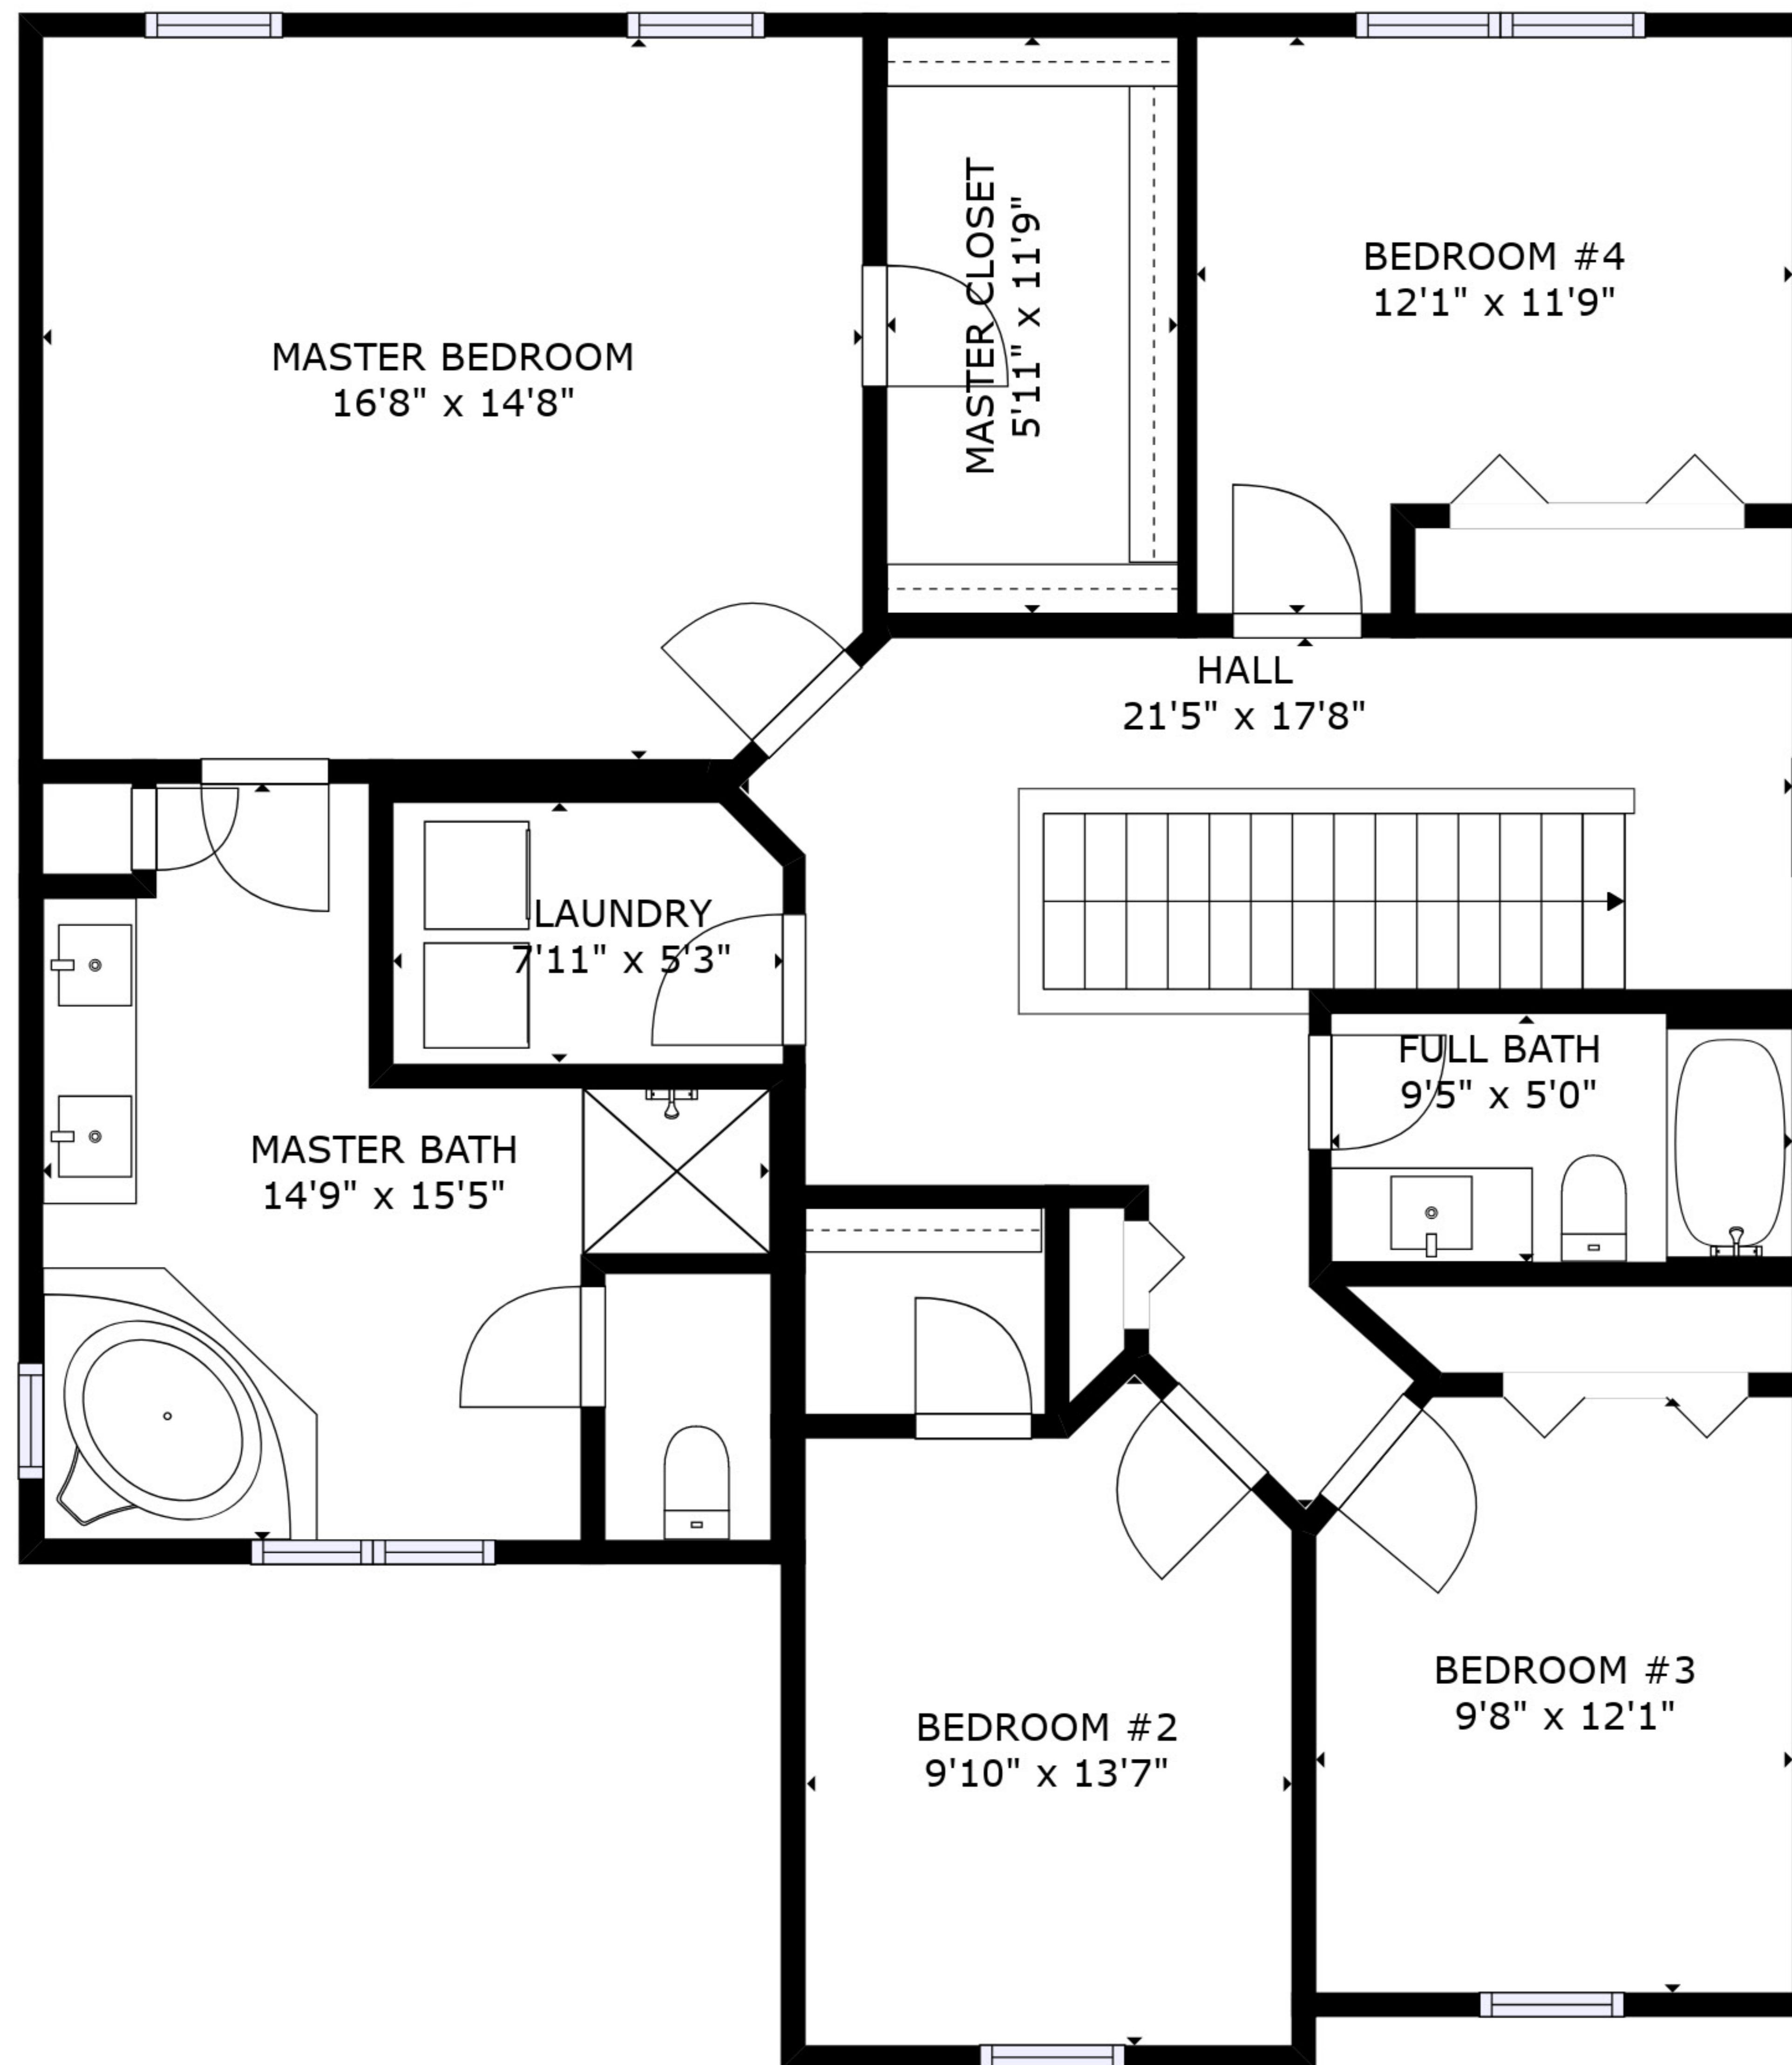 MASTER BEDROOM
16'8" x 14'8"
MASTER CLOSET
5'11" x 11'9"
BEDROOM #4
12'1" x 11'9"
HALL
21'5" x 17'8"
LAUNDRY
7'11" x 5'3"
FULL BATH
9'5" x 5'0"
MASTER BATH
14'9" x 15'5"
BEDROOM #2
9'10" x 13'7"
BEDROOM #3
9'8" x 12'1"